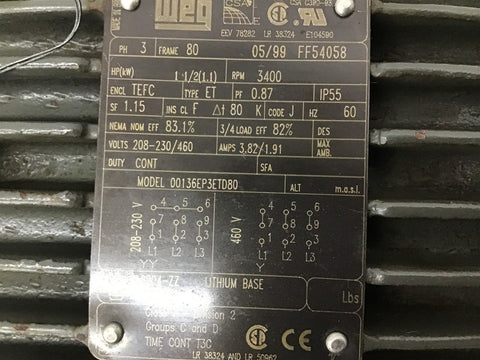 WEG
CSA
EEV 78282 LR 38324 E104590
PH 3 FRAME 80 05/99 FF54058
HP(kW) 1 1/2(1.1) RPM 3400
ENCL TEFC TYPE ET PF 0.87 IP55
SF 1.15 INS CL F Δt 80 K CODE J HZ 60
NEMA NOM EFF 83.1% 3/4 LOAD EFF 82% DES
VOLTS 208-230/460 AMPS 3.82/1.91 MAX. AMB.
DUTY CONT SFA
MODEL 00136EP3ETD80 ALT m.a.s.l.
208-230 V
4 5 6
7 8 9
1 2 3
L1 L2 L3
YY
460 V
4 5 6
7 8 9
1 2 3
L1 L2 L3
Y
LITHIUM BASE
Lbs
2
Groups C and D
TIME CONT T3C
LR 38324 AND LR 50962
CE